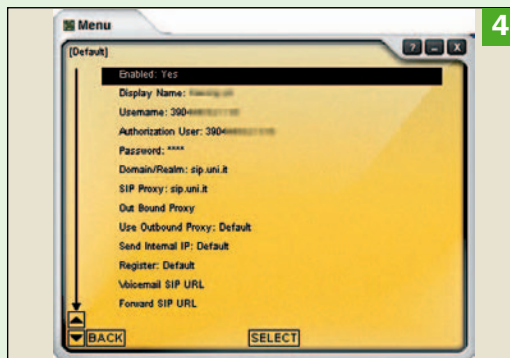 4
Menu
? – X
[Default]
Enabled: Yes
Display Name:
Username: 390
Authorization User: 390
Password: ****
Domain/Realm: sip.uni.it
SIP Proxy: sip.uni.it
Out Bound Proxy
Use Outbound Proxy: Default
Send Internal IP: Default
Register: Default
Voicemail SIP URL
Forward SIP URL
BACK SELECT